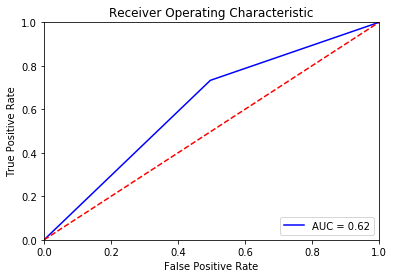 Receiver Operating Characteristic
1.0
0.8
0.6
0.4
0.2
0.0
True Positive Rate
AUC = 0.62
0.0 0.2 0.4 0.6 0.8 1.0
False Positive Rate